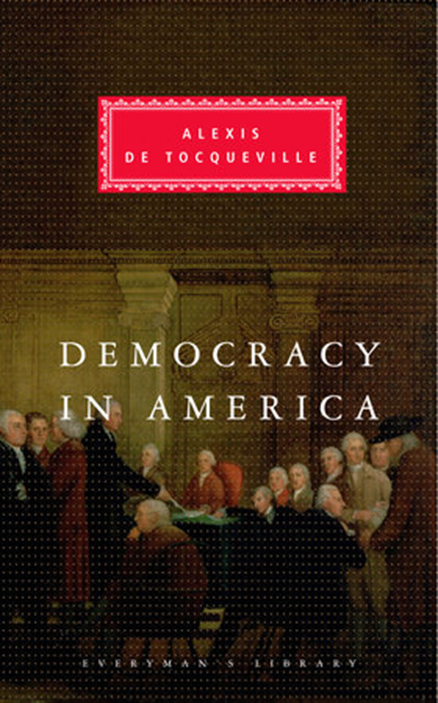 ALEXIS
DE TOCQUEVILLE
DEMOCRACY
IN AMERICA
EVERYMAN'S LIBRARY